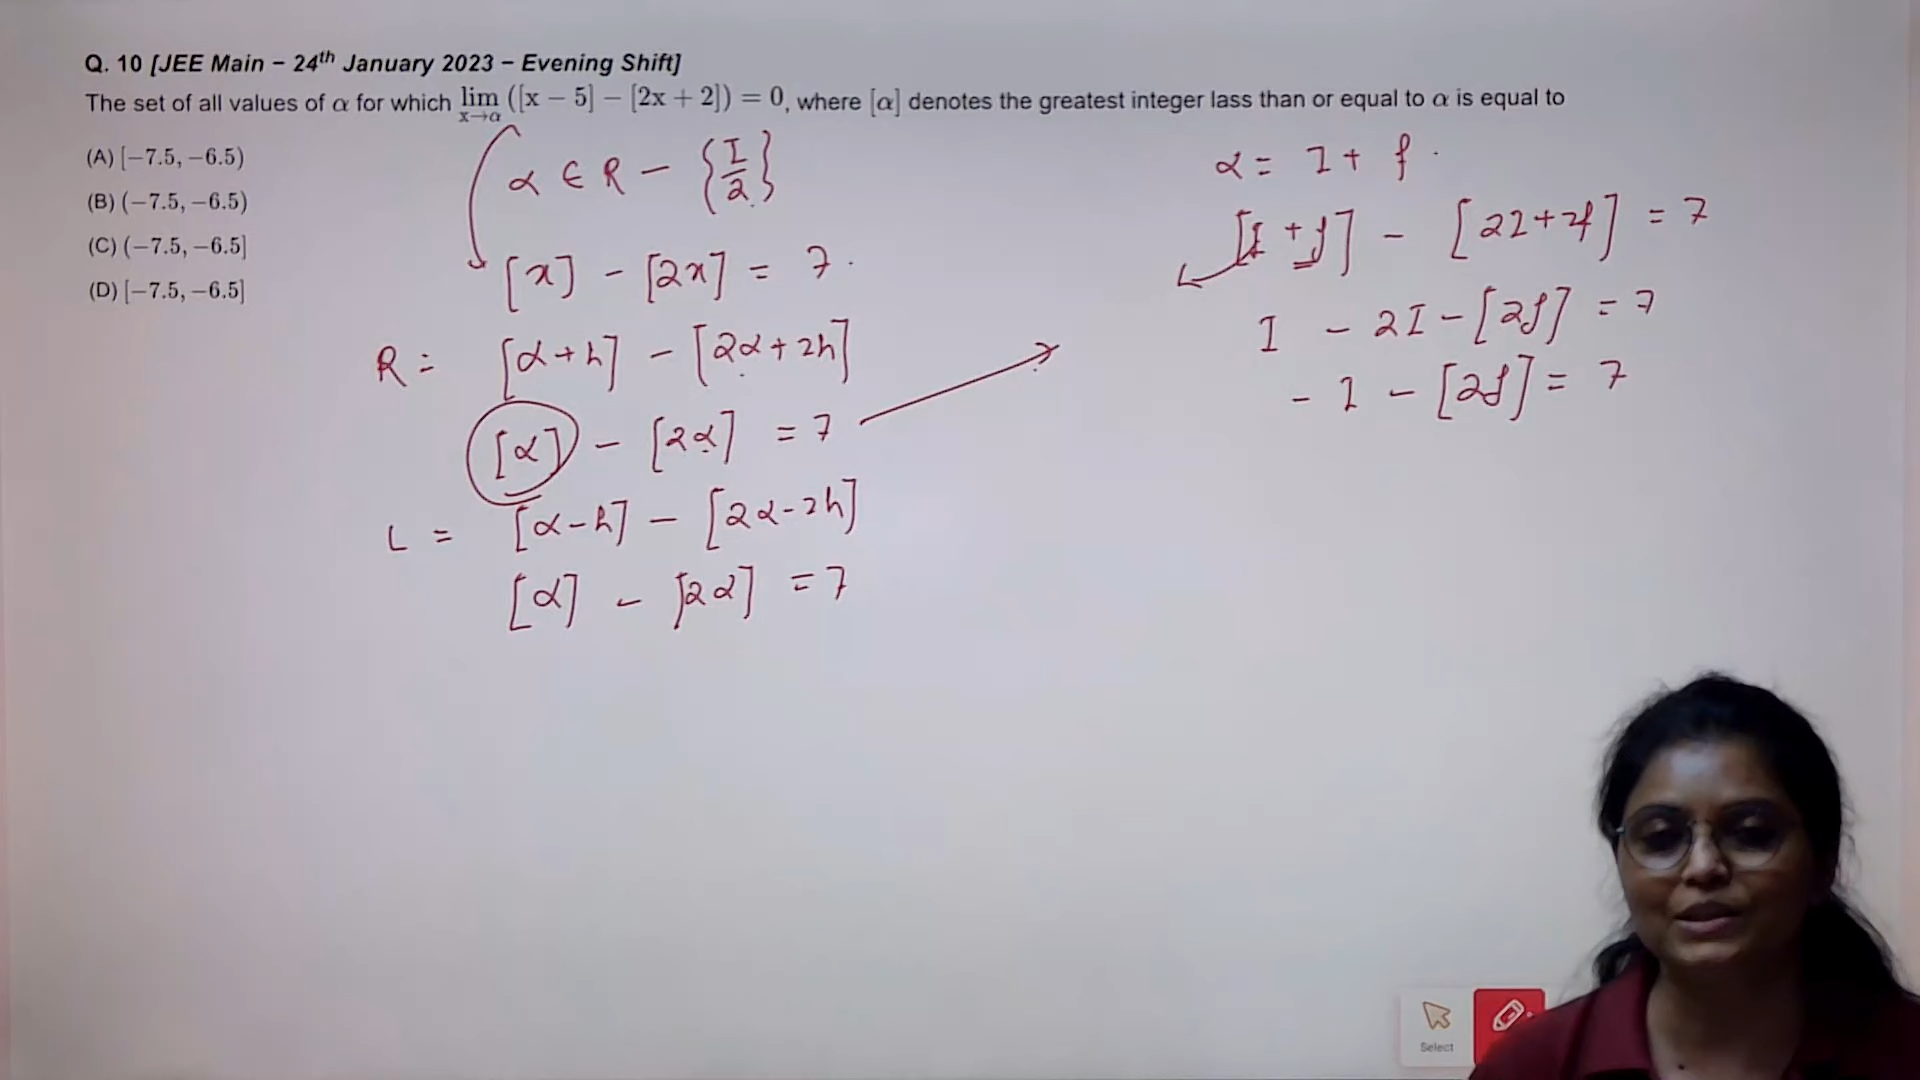 Q. 10 [JEE Main – 24th January 2023 – Evening Shift]
The set of all values of α for which lim x→α ([x − 5] − [2x + 2]) = 0, where [α] denotes the greatest integer lass than or equal to α is equal to
(A) [−7.5, −6.5)
(B) (−7.5, −6.5)
(C) (−7.5, −6.5]
(D) [−7.5, −6.5]
α ∈ R − {I/2}
[x] − [2x] = 7.
R = [α + h] − [2α + 2h]
[α] − [2α] = 7
L = [α − h] − [2α − 2h]
[α] − [2α] = 7
α = I + f.
[I + f] − [2I + 2f] = 7
I − 2I − [2f] = 7
− I − [2f] = 7
Select